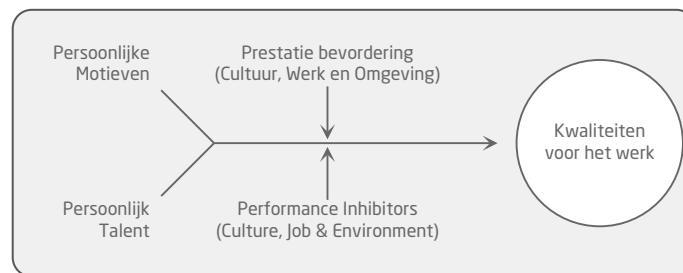 Persoonlijke
Motieven
Prestatie bevordering
(Cultuur, Werk en Omgeving)
Kwaliteiten
voor het werk
Persoonlijk
Talent
Performance Inhibitors
(Culture, Job & Environment)